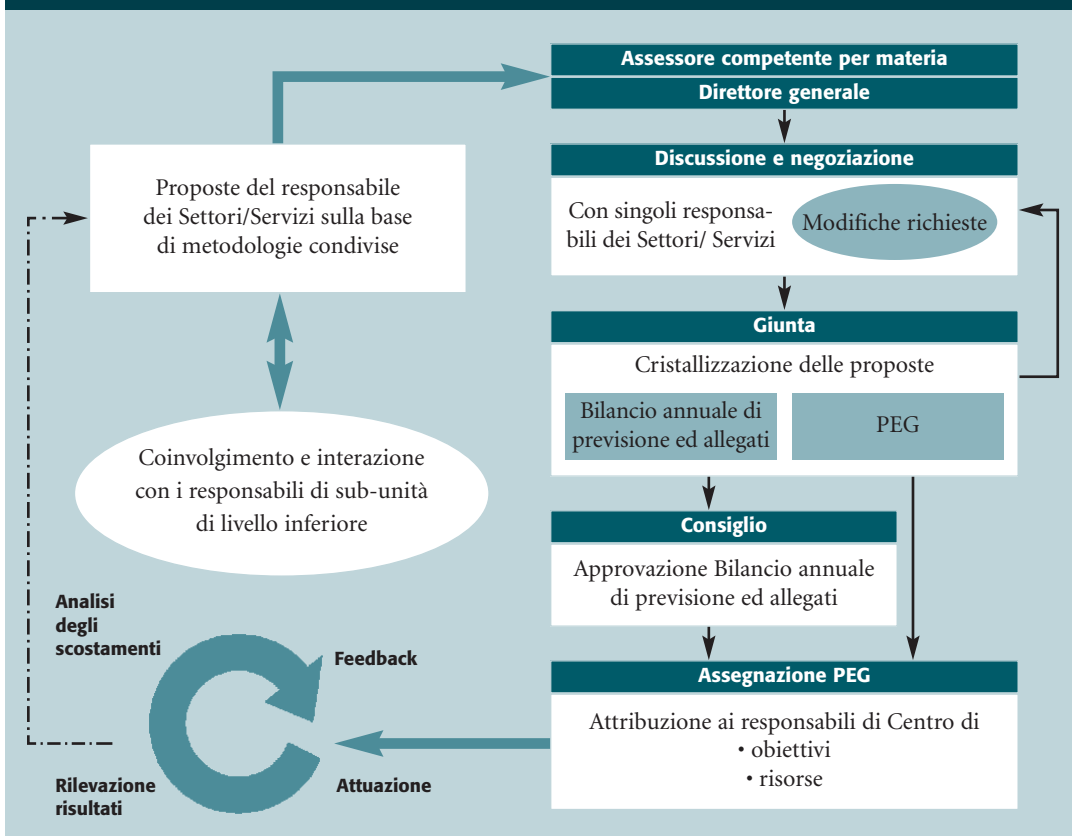 Assessore competente per materia
Direttore generale
Discussione e negoziazione
Con singoli responsa-
bili dei Settori/ Servizi
Modifiche richieste
Proposte del responsabile
dei Settori/Servizi sulla base
di metodologie condivise
Giunta
Cristallizzazione delle proposte
Bilancio annuale di
previsione ed allegati
PEG
Coinvolgimento e interazione
con i responsabili di sub-unità
di livello inferiore
Consiglio
Approvazione Bilancio annuale
di previsione ed allegati
Analisi
degli
scostamenti
Feedback
Assegnazione PEG
Attribuzione ai responsabili di Centro di
• obiettivi
• risorse
Rilevazione
risultati
Attuazione